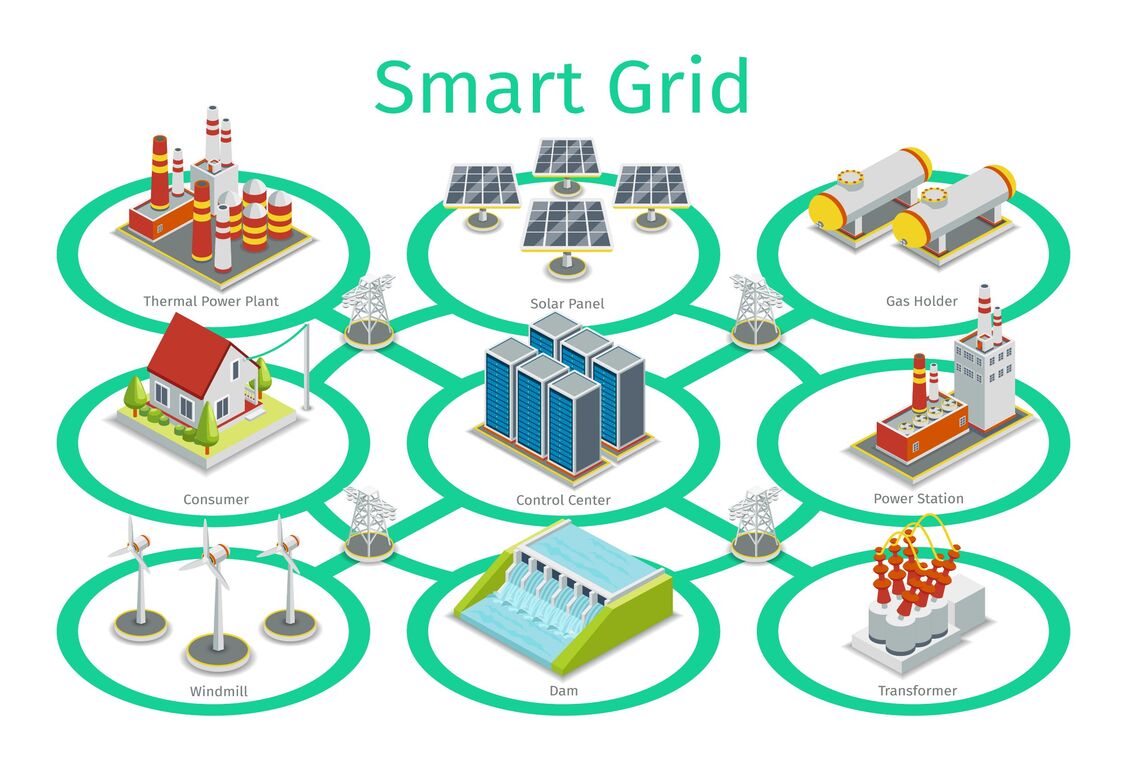 Smart Grid
Thermal Power Plant
Solar Panel
Gas Holder
Consumer
Control Center
Power Station
Windmill
Dam
Transformer